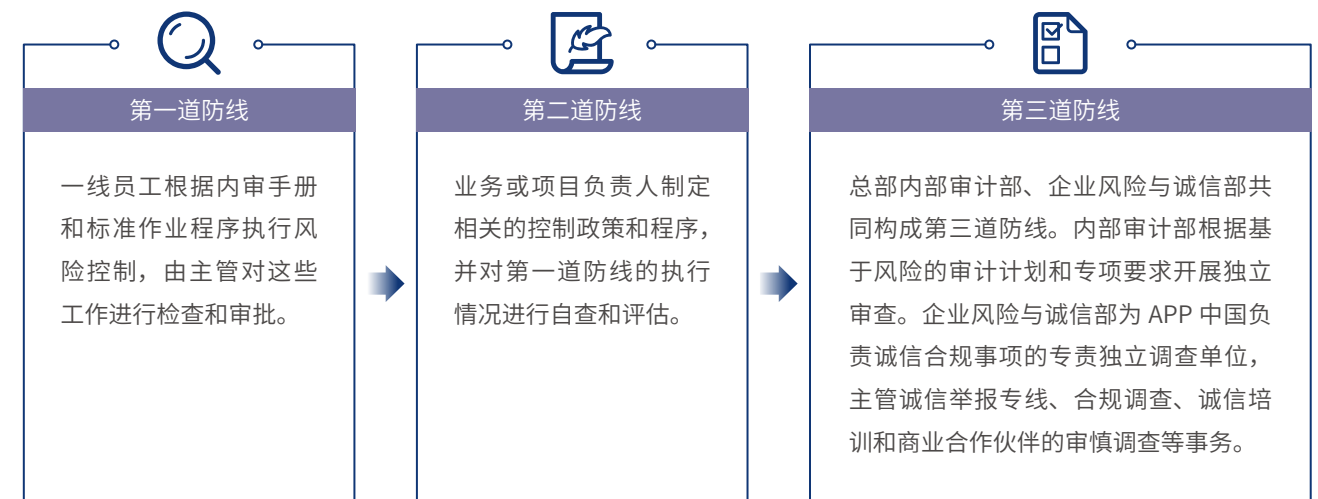 第一道防线
一线员工根据内审手册
和标准作业程序执行风
险控制，由主管对这些
工作进行检查和审批。
第二道防线
业务或项目负责人制定
相关的控制政策和程序，
并对第一道防线的执行
情况进行自查和评估。
第三道防线
总部内部审计部、企业风险与诚信部共
同构成第三道防线。内部审计部根据基
于风险的审计计划和专项要求开展独立
审查。企业风险与诚信部为 APP 中国负
责诚信合规事项的专责独立调查单位，
主管诚信举报专线、合规调查、诚信培
训和商业合作伙伴的审慎调查等事务。